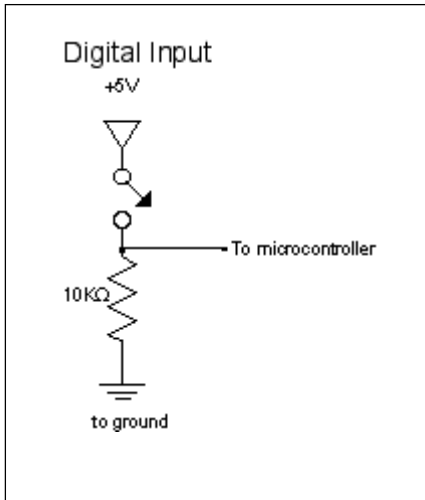 Digital Input
+5V
To microcontroller
10KΩ
to ground